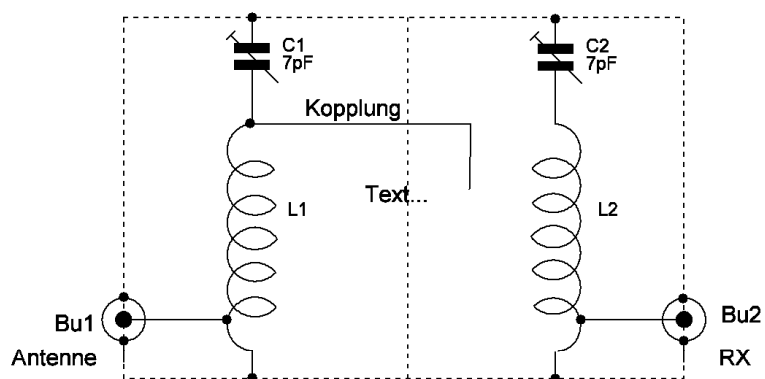 C1
7pF
C2
7pF
Kopplung
Text...
L1
L2
Bu1
Bu2
Antenne
RX